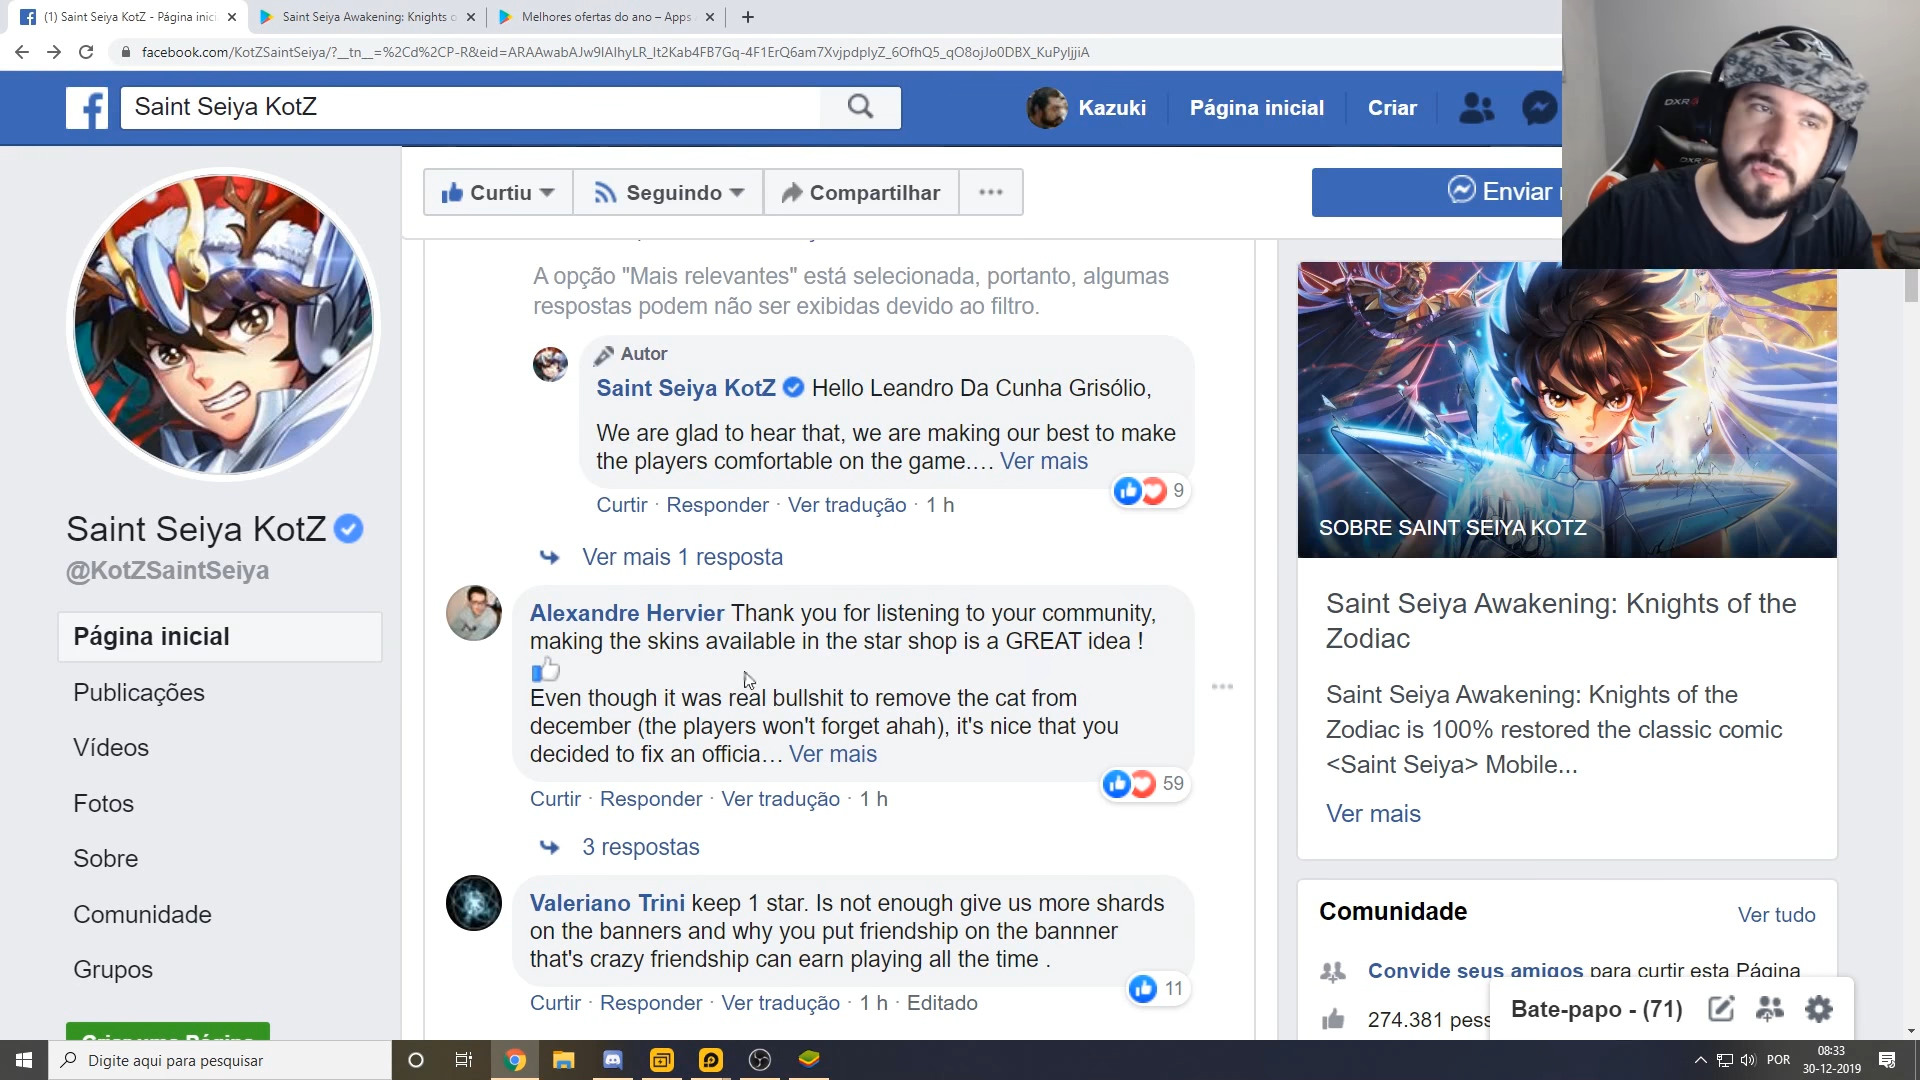 (1) Saint Seiya KotZ - Página inici
Saint Seiya Awakening: Knights o
Melhores ofertas do ano – Apps
facebook.com/KotZSaintSeiya/?__tn__=%2Cd%2CP-R&eid=ARAAwabAJw9IAlhyLR_lt2Kab4FB7Gq-4F1ErQ6am7XvjpdpIyZ_6OfhQ5_qO8ojJo0DBX_KuPyIjjiA
Saint Seiya KotZ
Kazuki
Página inicial
Criar
DXR
Curtiu
Seguindo
Compartilhar
Enviar
A opção "Mais relevantes" está selecionada, portanto, algumas
respostas podem não ser exibidas devido ao filtro.
Autor
Saint Seiya KotZ Hello Leandro Da Cunha Grisólio,
We are glad to hear that, we are making our best to make
the players comfortable on the game.… Ver mais
9
Curtir · Responder · Ver tradução · 1 h
Ver mais 1 resposta
Alexandre Hervier Thank you for listening to your community,
making the skins available in the star shop is a GREAT idea !
Even though it was real bullshit to remove the cat from
december (the players won't forget ahah), it's nice that you
decided to fix an officia… Ver mais
59
Curtir · Responder · Ver tradução · 1 h
3 respostas
Valeriano Trini keep 1 star. Is not enough give us more shards
on the banners and why you put friendship on the bannner
that's crazy friendship can earn playing all the time .
11
Curtir · Responder · Ver tradução · 1 h · Editado
Saint Seiya KotZ
@KotZSaintSeiya
Página inicial
Publicações
Vídeos
Fotos
Sobre
Comunidade
Grupos
Criar uma Página
SOBRE SAINT SEIYA KOTZ
Saint Seiya Awakening: Knights of the
Zodiac
Saint Seiya Awakening: Knights of the
Zodiac is 100% restored the classic comic
<Saint Seiya> Mobile...
Ver mais
Comunidade
Ver tudo
Convide seus amigos para curtir esta Página
274.381 pess
Bate-papo - (71)
Digite aqui para pesquisar
POR
08:33
30-12-2019